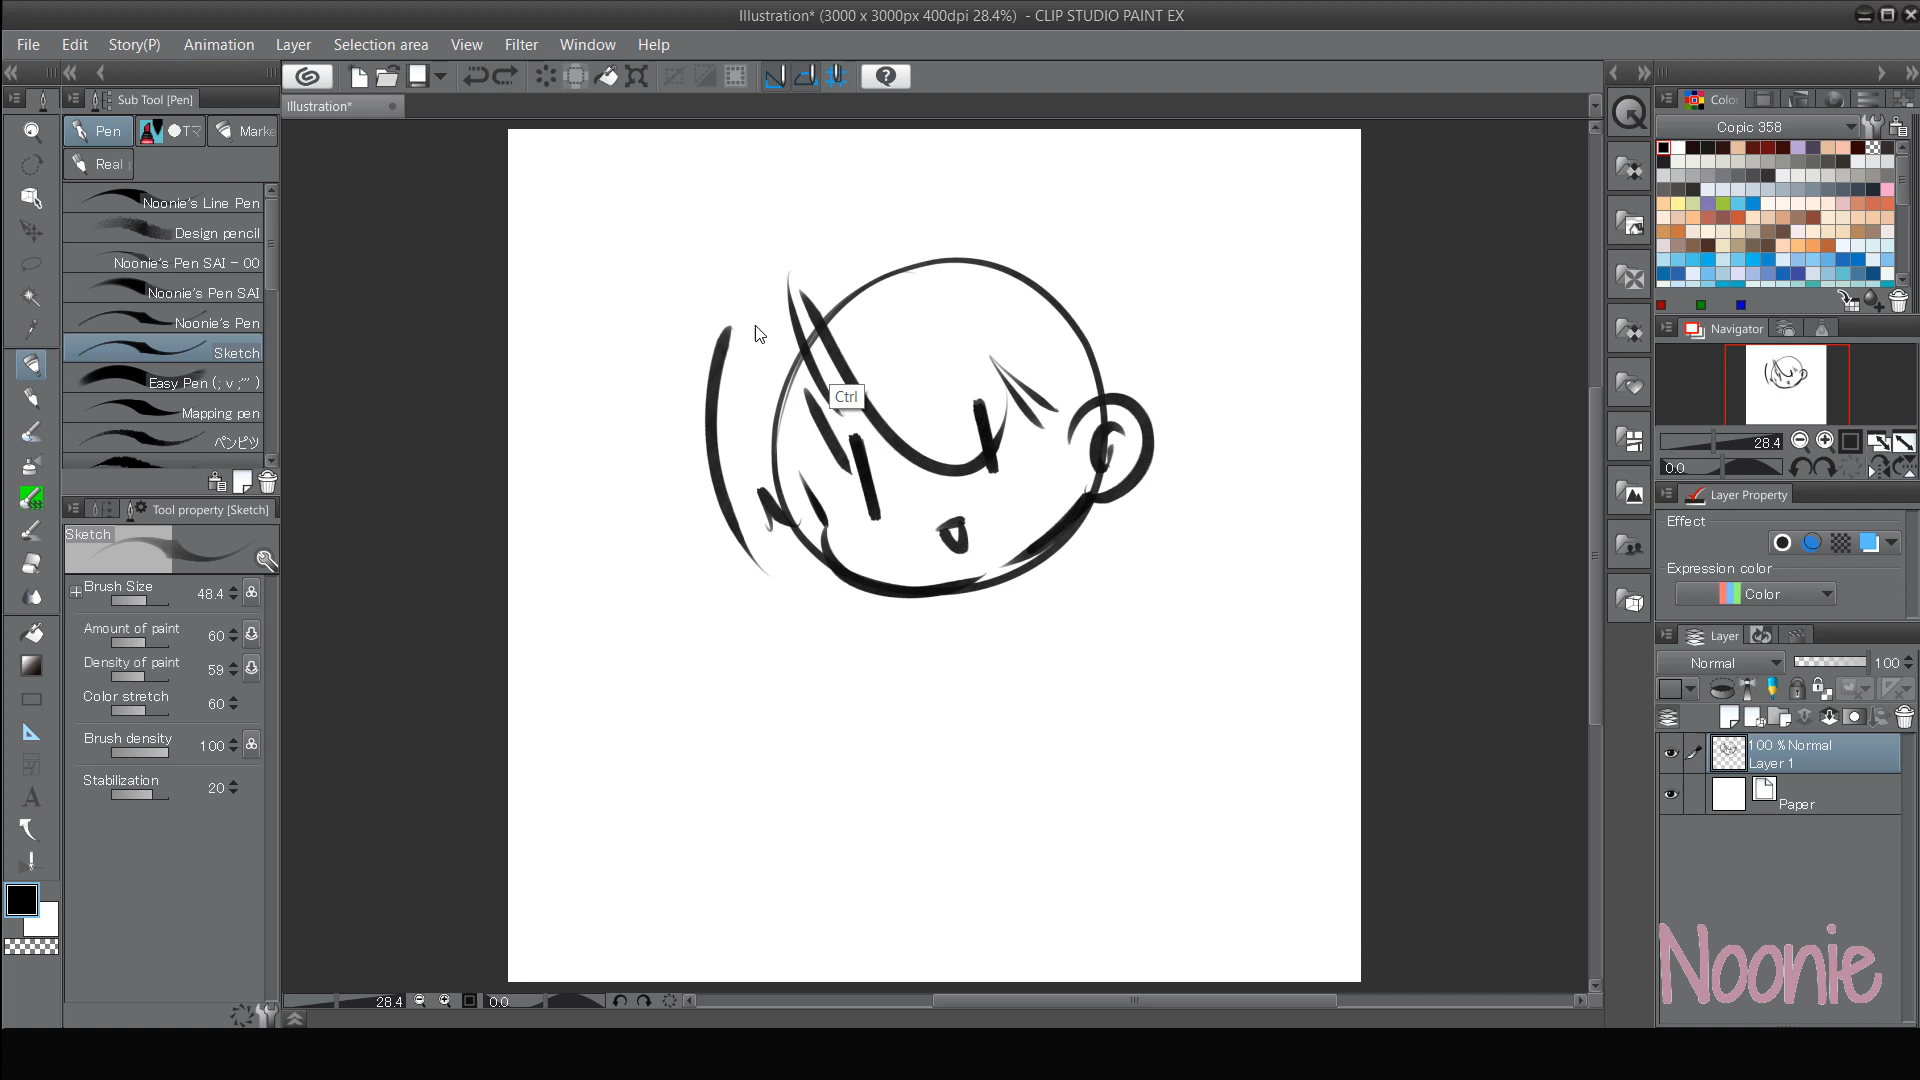 Illustration* (3000 x 3000px 400dpi 28.4%) - CLIP STUDIO PAINT EX
File Edit Story(P) Animation Layer Selection area View Filter Window Help
Sub Tool [Pen]
Illustration*
Pen
Marke
Real
Noonie's Line Pen
Design pencil
Noonie's Pen SAI - 00
Noonie's Pen SAI
Noonie's Pen
Sketch
Easy Pen (; v ;''' )
Mapping pen
ペンピツ
Tool property [Sketch]
Sketch
Brush Size 48.4
Amount of paint 60
Density of paint 59
Color stretch 60
Brush density 100
Stabilization 20
Ctrl
28.4 0.0
Color
Copic 358
Navigator
28.4
0.0
Layer Property
Effect
Expression color
Color
Layer
Normal 100
100 % Normal
Layer 1
Paper
Noonie